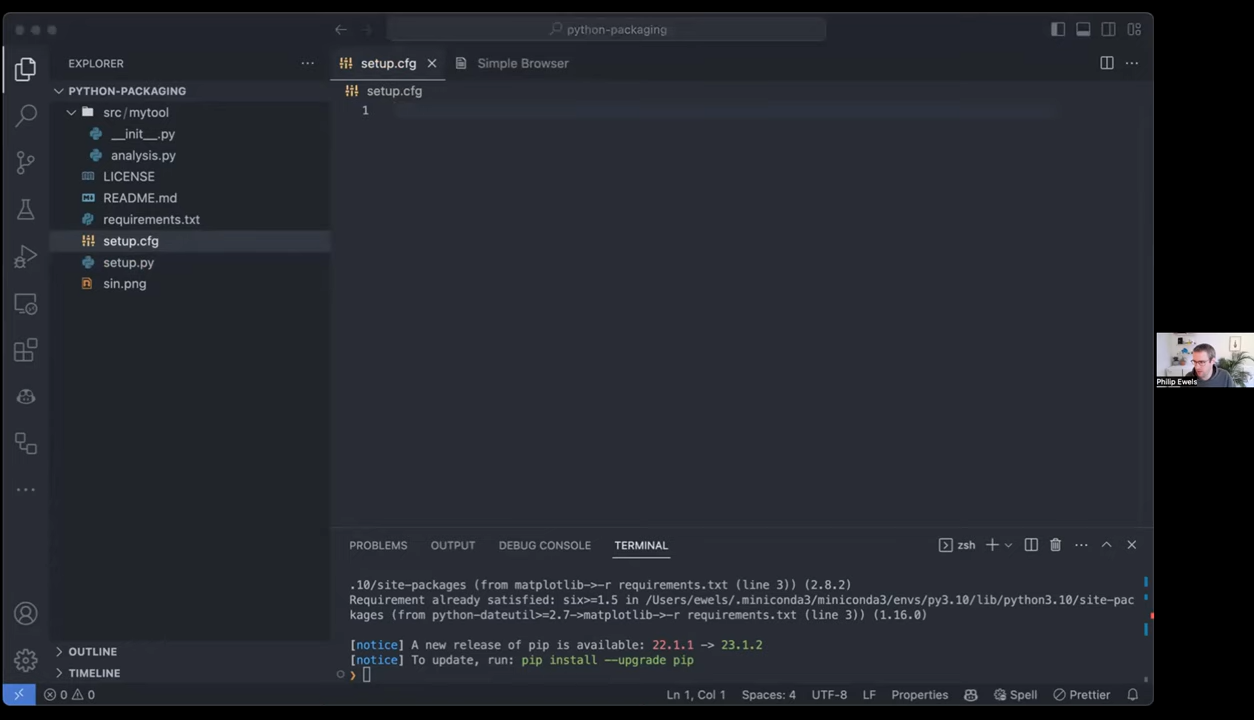 python-packaging
EXPLORER
setup.cfg
Simple Browser
PYTHON-PACKAGING
setup.cfg
src/mytool
1
__init__.py
analysis.py
LICENSE
README.md
requirements.txt
setup.cfg
setup.py
sin.png
Philip Ewels
PROBLEMS OUTPUT DEBUG CONSOLE TERMINAL
zsh
.10/site-packages (from matplotlib->-r requirements.txt (line 3)) (2.8.2)
Requirement already satisfied: six>=1.5 in /Users/ewels/.miniconda3/miniconda3/envs/py3.10/lib/python3.10/site-pac
kages (from python-dateutil>=2.7->matplotlib->-r requirements.txt (line 3)) (1.16.0)
[notice] A new release of pip is available: 22.1.1 -> 23.1.2
[notice] To update, run: pip install --upgrade pip
OUTLINE
TIMELINE
0 0
Ln 1, Col 1 Spaces: 4 UTF-8 LF Properties Spell Prettier